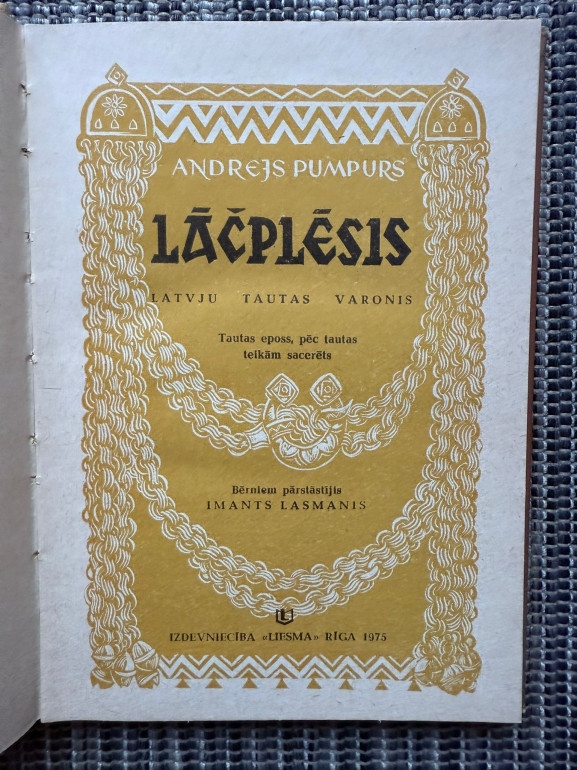 ANDREJS PUMPURS
LĀČPLĒSIS
LATVJU TAUTAS VARONIS
Tautas eposs, pēc tautas
teikām sacerēts
Bērniem pārstāstījis
IMANTS LASMANIS
L
IZDEVNIECĪBA «LIESMA» RĪGA 1975